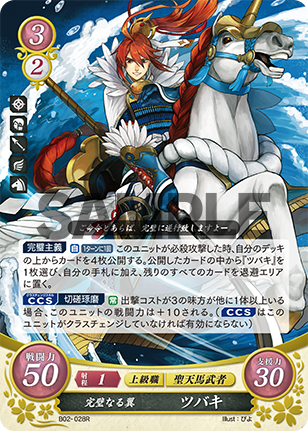 3
2
SAMPLE
ご命令とあらば、完璧に遂行致しますよー
完璧主義 自 1ターンに1回 このユニットが必殺攻撃した時、自分のデッキ
の上からカードを4枚公開する。公開したカードの中から『ツバキ』を
1枚選び、自分の手札に加え、残りのすべてのカードを退避エリア
に置く。
CCS 切磋琢磨 常 出撃コストが3の味方が他に1体以上いる
場合、このユニットの戦闘力は+10される。(CCSはこの
ユニットがクラスチェンジしていなければ有効にならない)
戦闘力
50
射程 1 上級職 聖天馬武者
支援力
30
完璧なる翼 ツバキ
B02-028R
Illust:ぴよ